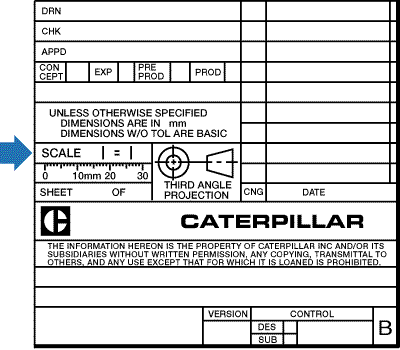 DRN
CHK
APPD
CON CEPT EXP PRE PROD PROD
UNLESS OTHERWISE SPECIFIED
DIMENSIONS ARE IN mm
DIMENSIONS W/O TOL ARE BASIC
SCALE | = |
0 10mm 20 30
THIRD ANGLE
PROJECTION
SHEET OF
CNG DATE
C CATERPILLAR
THE INFORMATION HEREON IS THE PROPERTY OF CATERPILLAR INC AND/OR ITS
SUBSIDIARIES WITHOUT WRITTEN PERMISSION, ANY COPYING, TRANSMITTAL TO
OTHERS, AND ANY USE EXCEPT THAT FOR WHICH IT IS LOANED IS PROHIBITED.
VERSION CONTROL
DES
SUB
B